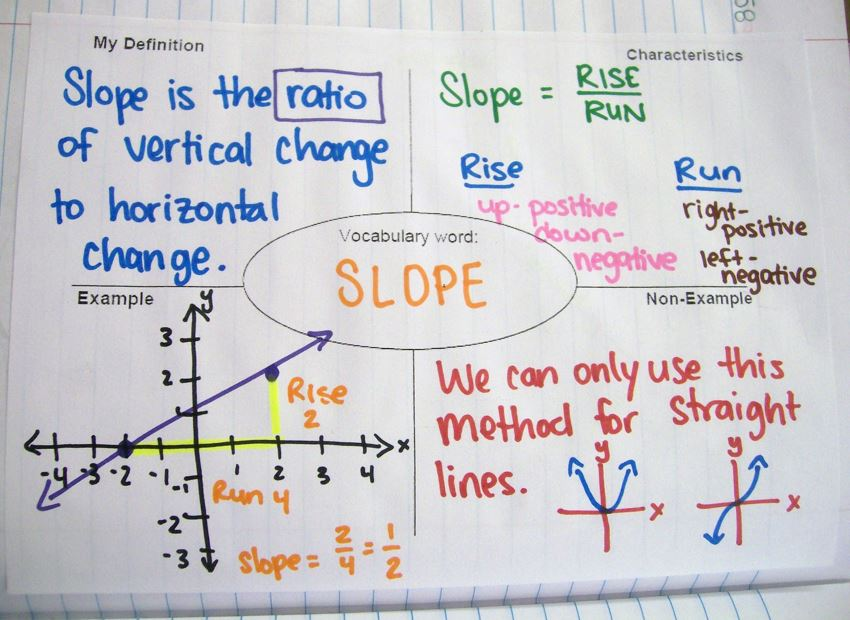 58
My Definition
Slope is the ratio
of vertical change
to horizontal
change.
Characteristics
Slope = RISE
RUN
Rise
up- positive
down-
negative
Run
right-
positive
left-
negative
Vocabulary word:
SLOPE
Example
y
3
2
x
-4 -3 -2 -1 1 2 3 4
-1
-2
-3
Rise
2
Run 4
Slope = 2/4 = 1/2
Non-Example
We can only use this
method for straight
lines.
y
x
y
x